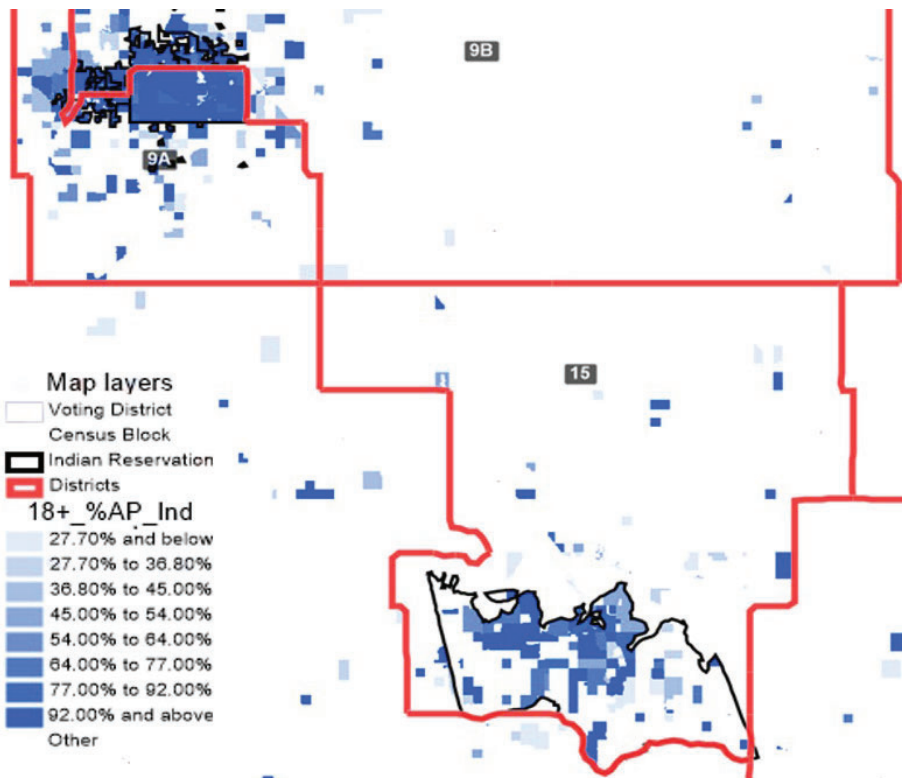 9B
9A
15
Map layers
Voting District
Census Block
Indian Reservation
Districts
18+_%AP_Ind
27.70% and below
27.70% to 36.80%
36.80% to 45.00%
45.00% to 54.00%
54.00% to 64.00%
64.00% to 77.00%
77.00% to 92.00%
92.00% and above
Other